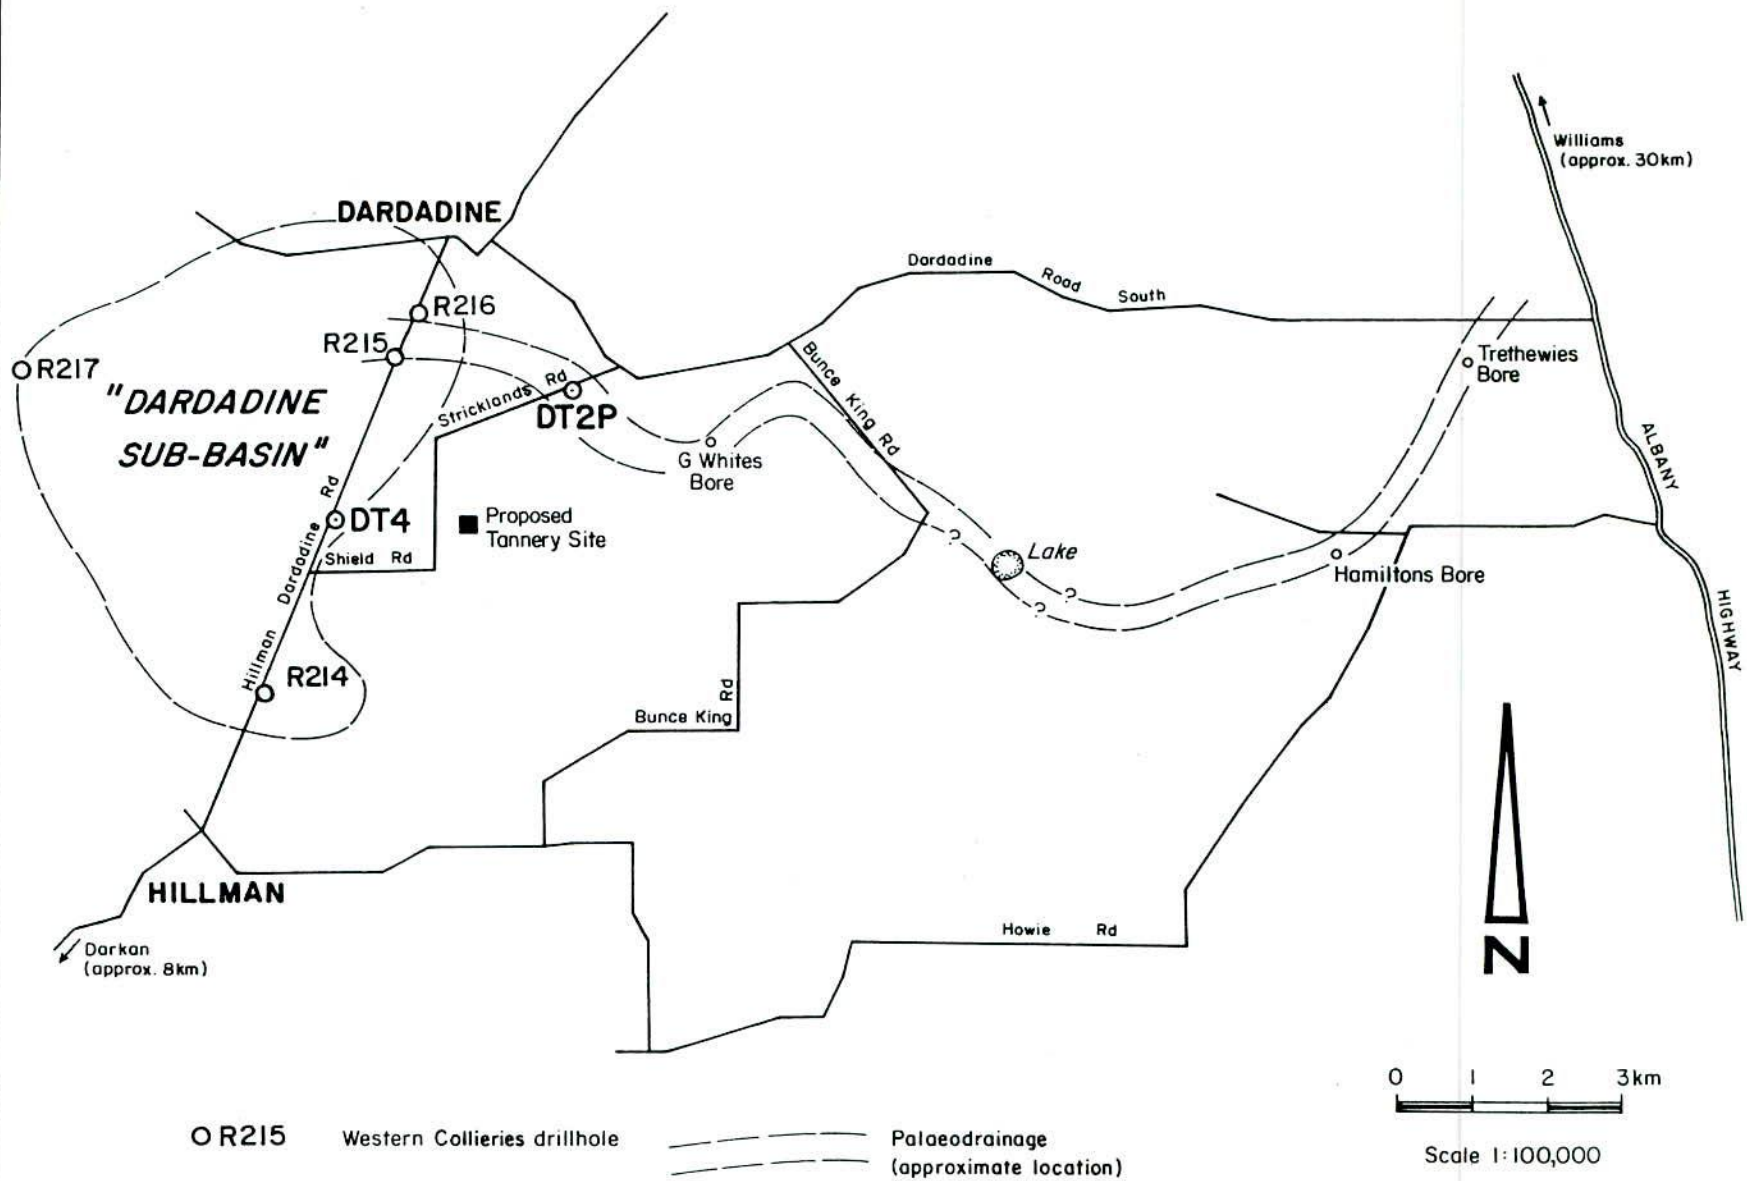 Williams
(approx. 30km)
DARDADINE
Dardadine Road South
R216
R215
R217
"DARDADINE
SUB-BASIN"
Stricklands Rd
DT2P
Bunce King Rd
Trethewies
Bore
G Whites
Bore
ALBANY HIGHWAY
DT4
Proposed
Tannery Site
Shield Rd
Hillman Dardadine Rd
?
Lake
?
?
Hamiltons Bore
R214
Bunce King Rd
HILLMAN
Darkan
(approx. 8km)
Howie Rd
N
0 1 2 3km
Scale 1:100,000
R215 Western Collieries drillhole
Palaeodrainage
(approximate location)